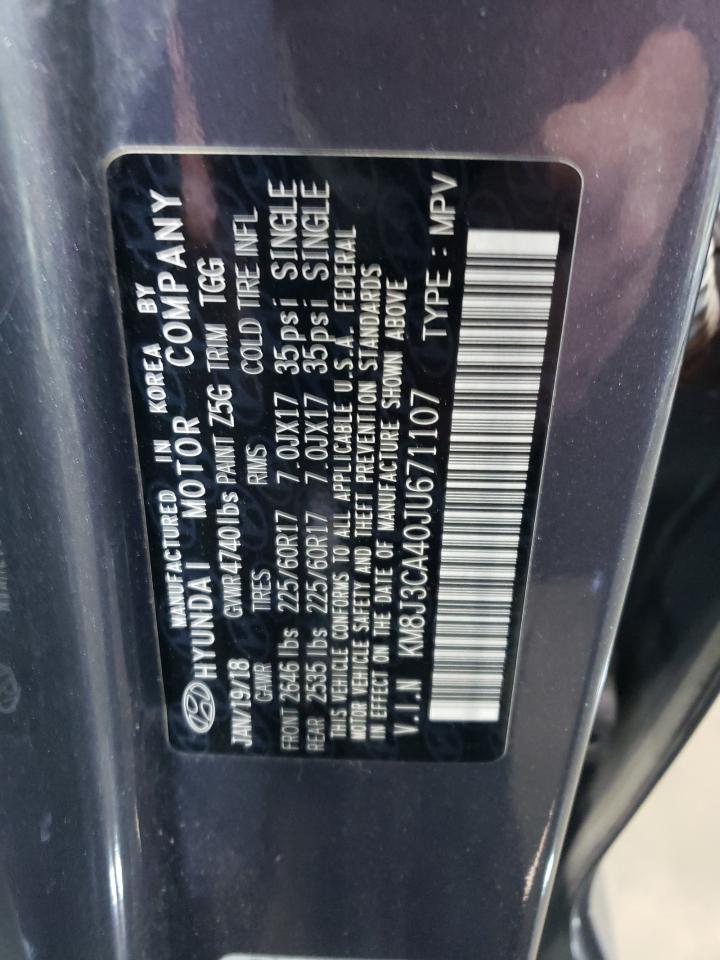 MANUFACTURED IN KOREA BY
HYUNDAI MOTOR COMPANY
JAN/19/18 GVWR 4740lbs PAINT Z5G TRIM TGG
GAWR TIRES RIMS COLD TIRE INFL
FRONT 2646 lbs 225/60R17 7.0JX17 35psi SINGLE
REAR 2535 lbs 225/60R17 7.0JX17 35psi SINGLE
THIS VEHICLE CONFORMS TO ALL APPLICABLE U.S.A. FEDERAL
MOTOR VEHICLE SAFETY AND THEFT PREVENTION STANDARDS
IN EFFECT ON THE DATE OF MANUFACTURE SHOWN ABOVE
V.I.N KM8J3CA40JU671107 TYPE : MPV